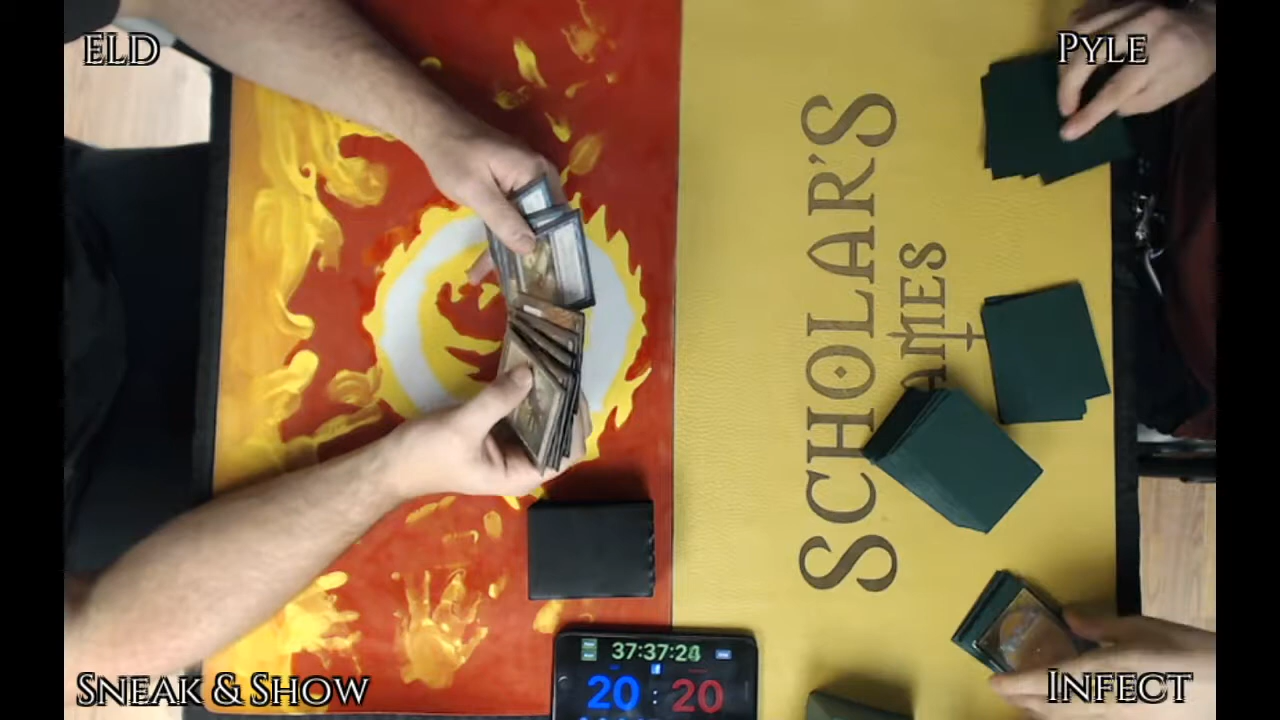 ELD
PYLE
SCHOLAR'S
GAMES
37:37:24
20 : 20
SNEAK & SHOW
INFECT